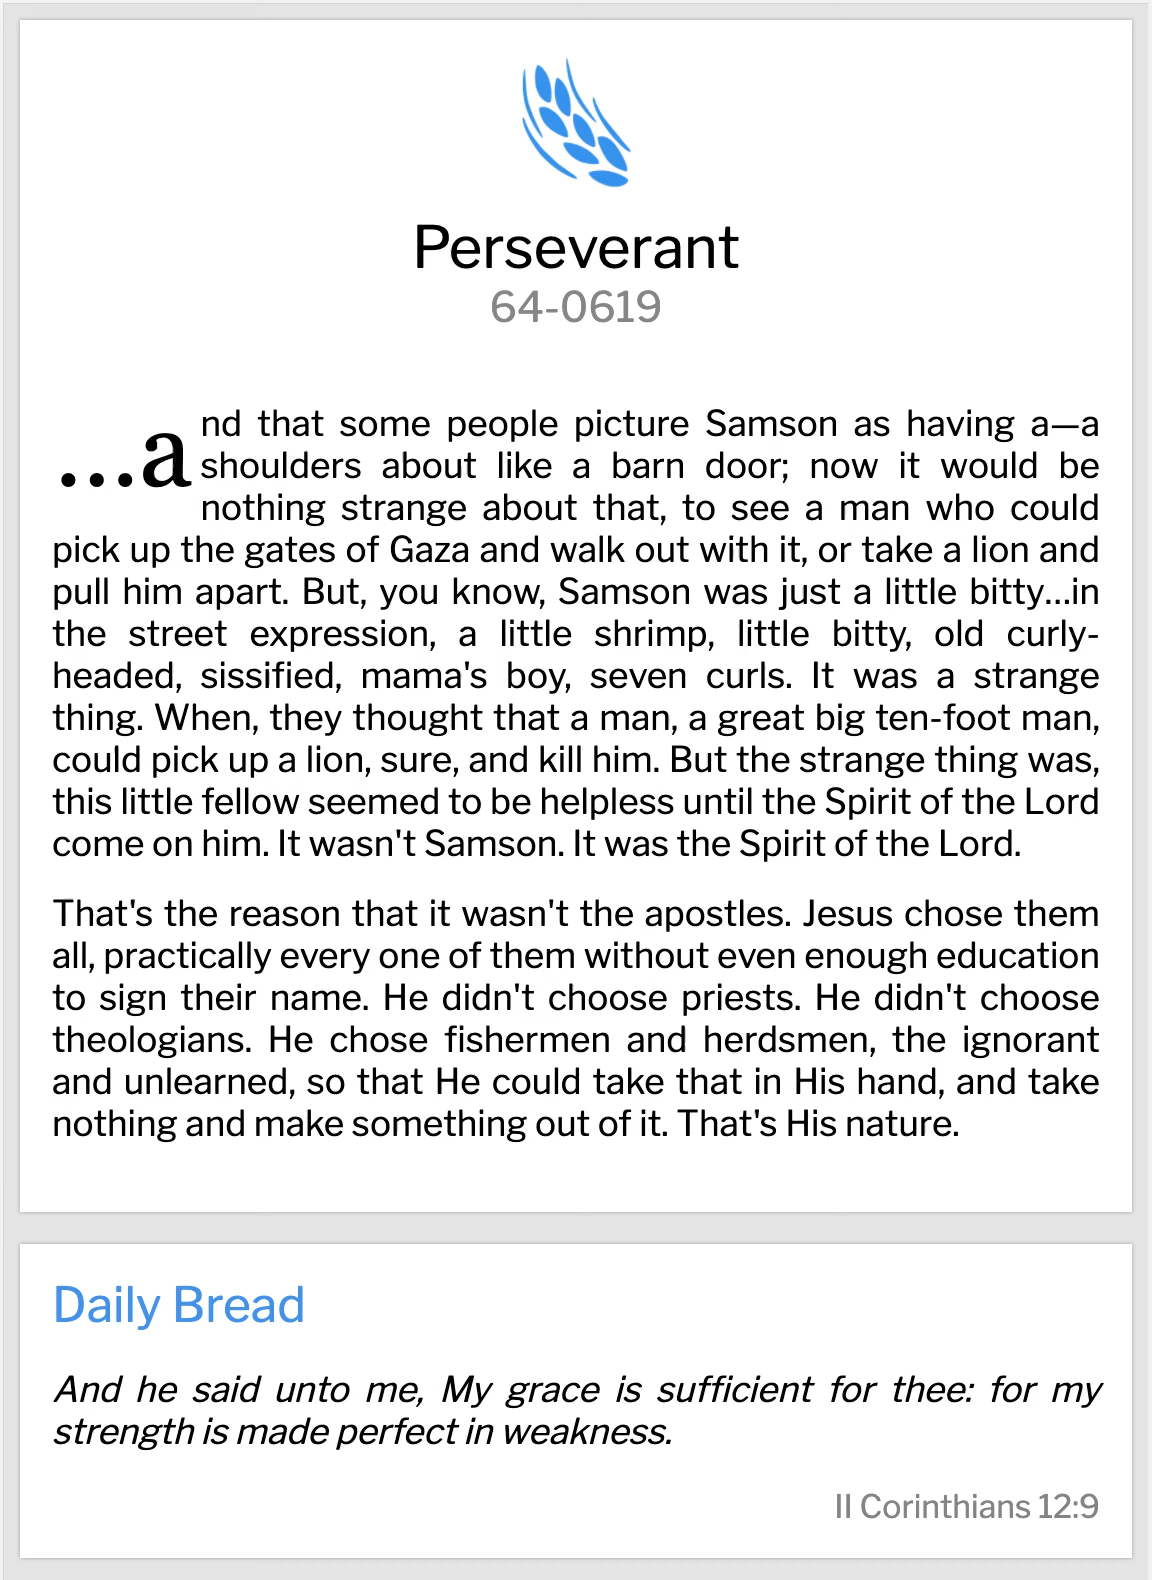 Perseverant
64-0619
...and that some people picture Samson as having a—a
shoulders about like a barn door; now it would be
nothing strange about that, to see a man who could
pick up the gates of Gaza and walk out with it, or take a lion and
pull him apart. But, you know, Samson was just a little bitty...in
the street expression, a little shrimp, little bitty, old curly-
headed, sissified, mama's boy, seven curls. It was a strange
thing. When, they thought that a man, a great big ten-foot man,
could pick up a lion, sure, and kill him. But the strange thing was,
this little fellow seemed to be helpless until the Spirit of the Lord
come on him. It wasn't Samson. It was the Spirit of the Lord.
That's the reason that it wasn't the apostles. Jesus chose them
all, practically every one of them without even enough education
to sign their name. He didn't choose priests. He didn't choose
theologians. He chose fishermen and herdsmen, the ignorant
and unlearned, so that He could take that in His hand, and take
nothing and make something out of it. That's His nature.
Daily Bread
And he said unto me, My grace is sufficient for thee: for my
strength is made perfect in weakness.
II Corinthians 12:9